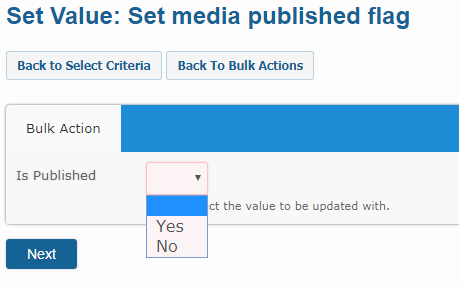 Set Value: Set media published flag
Back to Select Criteria Back To Bulk Actions
Bulk Action
Is Published
ct the value to be updated with.
Yes
No
Next